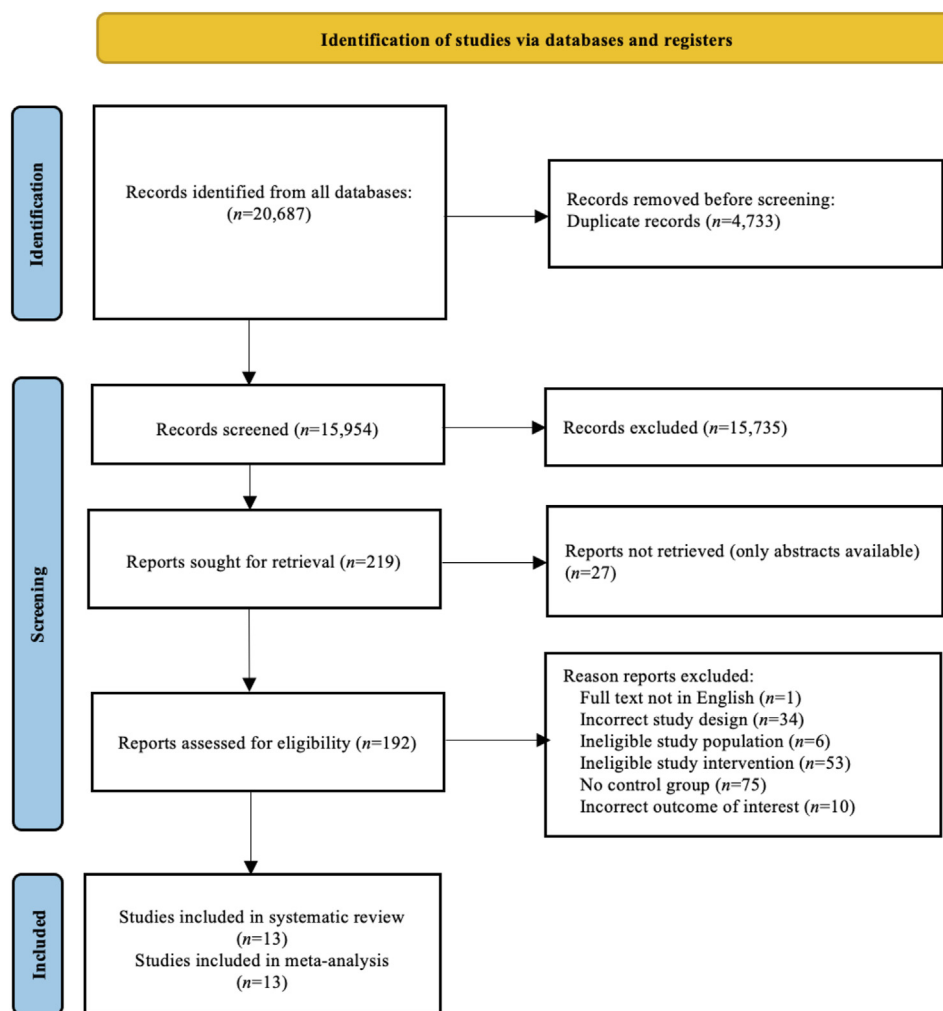 Identification of studies via databases and registers
Identification
Records identified from all databases:
(n=20,687)
Records removed before screening:
Duplicate records (n=4,733)
Screening
Records screened (n=15,954)
Records excluded (n=15,735)
Reports sought for retrieval (n=219)
Reports not retrieved (only abstracts available)
(n=27)
Reports assessed for eligibility (n=192)
Reason reports excluded:
Full text not in English (n=1)
Incorrect study design (n=34)
Ineligible study population (n=6)
Ineligible study intervention (n=53)
No control group (n=75)
Incorrect outcome of interest (n=10)
Included
Studies included in systematic review
(n=13)
Studies included in meta-analysis
(n=13)